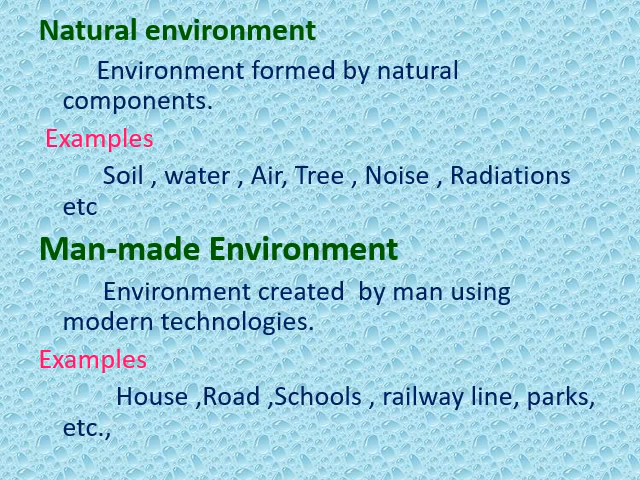 Natural environment
Environment formed by natural
components.
Examples
Soil , water , Air, Tree , Noise , Radiations
etc
Man-made Environment
Environment created  by man using
modern technologies.
Examples
House ,Road ,Schools , railway line, parks,
etc.,